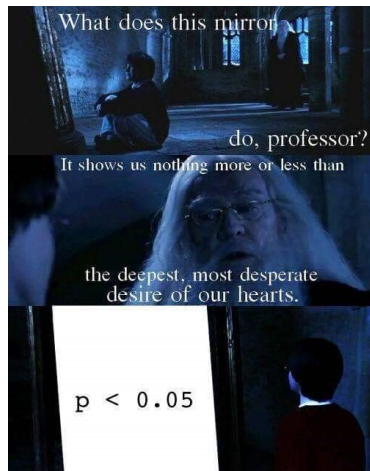 What does this mirror
do, professor?
It shows us nothing more or less than
the deepest, most desperate
desire of our hearts.
p < 0.05